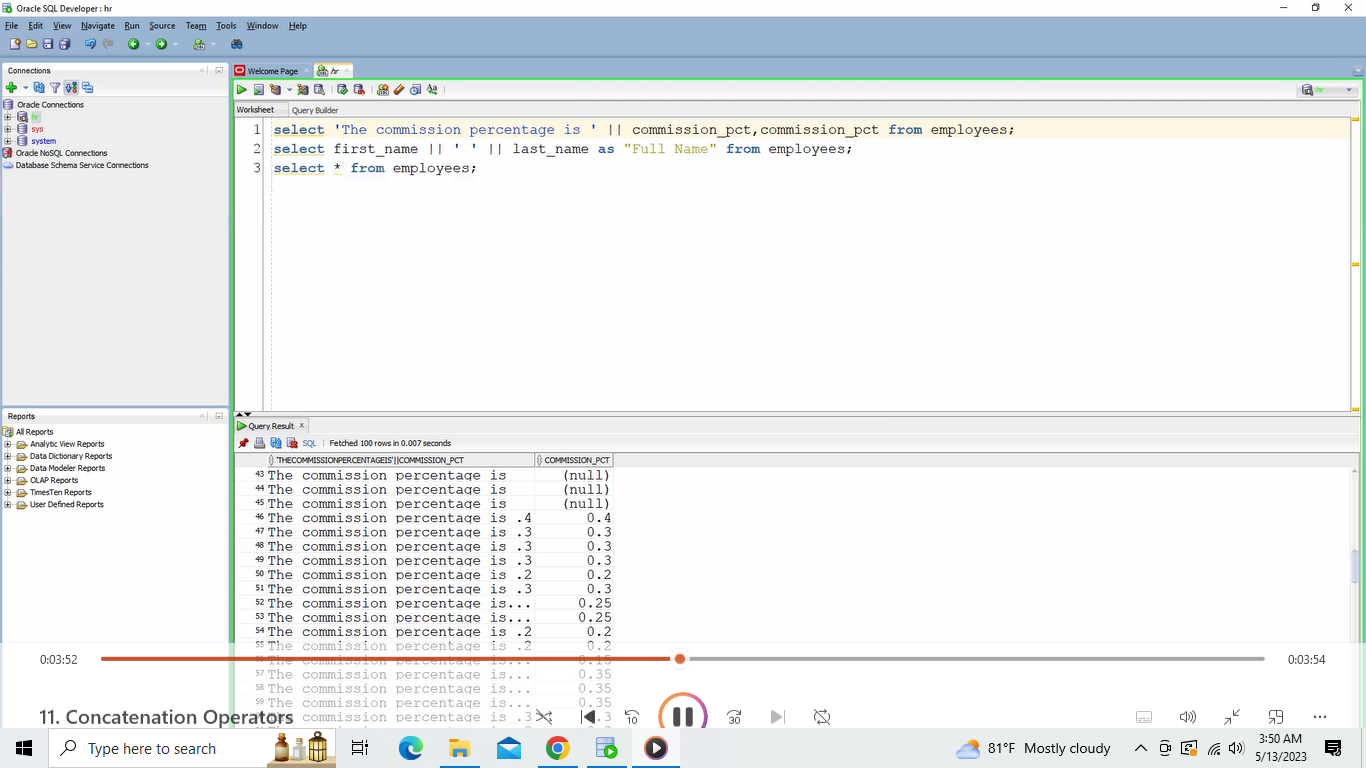 Oracle SQL Developer : hr
File Edit View Navigate Run Source Team Tools Window Help
Connections
Oracle Connections
hr
sys
system
Oracle NoSQL Connections
Database Schema Service Connections
Reports
All Reports
Analytic View Reports
Data Dictionary Reports
Data Modeler Reports
OLAP Reports
TimesTen Reports
User Defined Reports
Welcome Page hr
hr
Worksheet Query Builder
1 select 'The commission percentage is ' || commission_pct,commission_pct from employees;
2 select first_name || ' ' || last_name as "Full Name" from employees;
3 select * from employees;
Query Result
SQL Fetched 100 rows in 0.007 seconds
'THECOMMISSIONPERCENTAGEIS'||COMMISSION_PCT COMMISSION_PCT
43 The commission percentage is (null)
44 The commission percentage is (null)
45 The commission percentage is (null)
46 The commission percentage is .4 0.4
47 The commission percentage is .3 0.3
48 The commission percentage is .3 0.3
49 The commission percentage is .3 0.3
50 The commission percentage is .2 0.2
51 The commission percentage is .3 0.3
52 The commission percentage is... 0.25
53 The commission percentage is... 0.25
54 The commission percentage is .2 0.2
55 The commission percentage is .2 0.2
The commission percentage is... 0.15
57 The commission percentage is... 0.35
58 The commission percentage is... 0.35
59 The commission percentage is... 0.35
The commission percentage is .3
0:03:52 0:03:54
11. Concatenation Operators
10 30
Type here to search
81°F Mostly cloudy
3:50 AM
5/13/2023